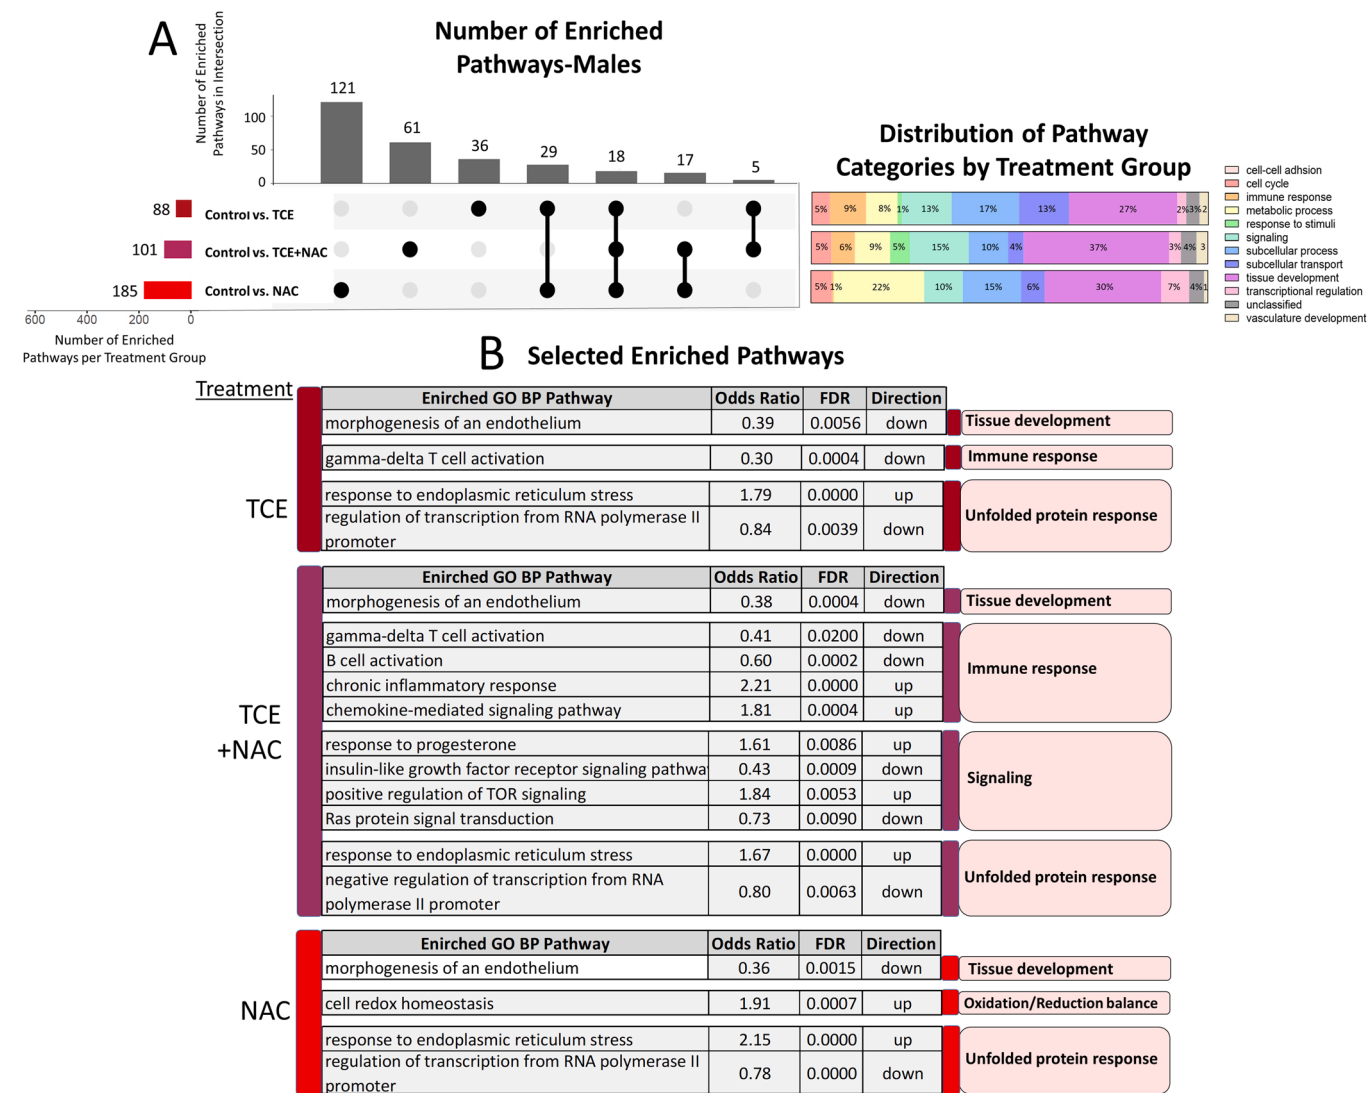 A
Number of Enriched
Pathways in Intersection
Number of Enriched
Pathways-Males
121
61
36
29
18
17
5
100
50
0
88
Control vs. TCE
101
Control vs. TCE+NAC
185
Control vs. NAC
600 400 200 0
Number of Enriched
Pathways per Treatment Group
Distribution of Pathway
Categories by Treatment Group
5% 9% 8% 1% 13% 17% 13% 27% 2% 3% 2
5% 6% 9% 5% 15% 10% 4% 37% 3% 4% 3
5% 1% 22% 10% 15% 6% 30% 7% 4% 1
cell-cell adhsion
cell cycle
immune response
metabolic process
response to stimuli
signaling
subcellular process
subcellular transport
tissue development
transcriptional regulation
unclassified
vasculature development
B Selected Enriched Pathways
Treatment
TCE
Enirched GO BP Pathway Odds Ratio FDR Direction
morphogenesis of an endothelium 0.39 0.0056 down Tissue development
gamma-delta T cell activation 0.30 0.0004 down Immune response
response to endoplasmic reticulum stress 1.79 0.0000 up
regulation of transcription from RNA polymerase II
promoter 0.84 0.0039 down
Unfolded protein response
TCE
+NAC
Enirched GO BP Pathway Odds Ratio FDR Direction
morphogenesis of an endothelium 0.38 0.0004 down Tissue development
gamma-delta T cell activation 0.41 0.0200 down
B cell activation 0.60 0.0002 down
chronic inflammatory response 2.21 0.0000 up
chemokine-mediated signaling pathway 1.81 0.0004 up
Immune response
response to progesterone 1.61 0.0086 up
insulin-like growth factor receptor signaling pathwa 0.43 0.0009 down
positive regulation of TOR signaling 1.84 0.0053 up
Ras protein signal transduction 0.73 0.0090 down
Signaling
response to endoplasmic reticulum stress 1.67 0.0000 up
negative regulation of transcription from RNA
polymerase II promoter 0.80 0.0063 down
Unfolded protein response
NAC
Enirched GO BP Pathway Odds Ratio FDR Direction
morphogenesis of an endothelium 0.36 0.0015 down Tissue development
cell redox homeostasis 1.91 0.0007 up Oxidation/Reduction balance
response to endoplasmic reticulum stress 2.15 0.0000 up
regulation of transcription from RNA polymerase II
promoter 0.78 0.0000 down
Unfolded protein response